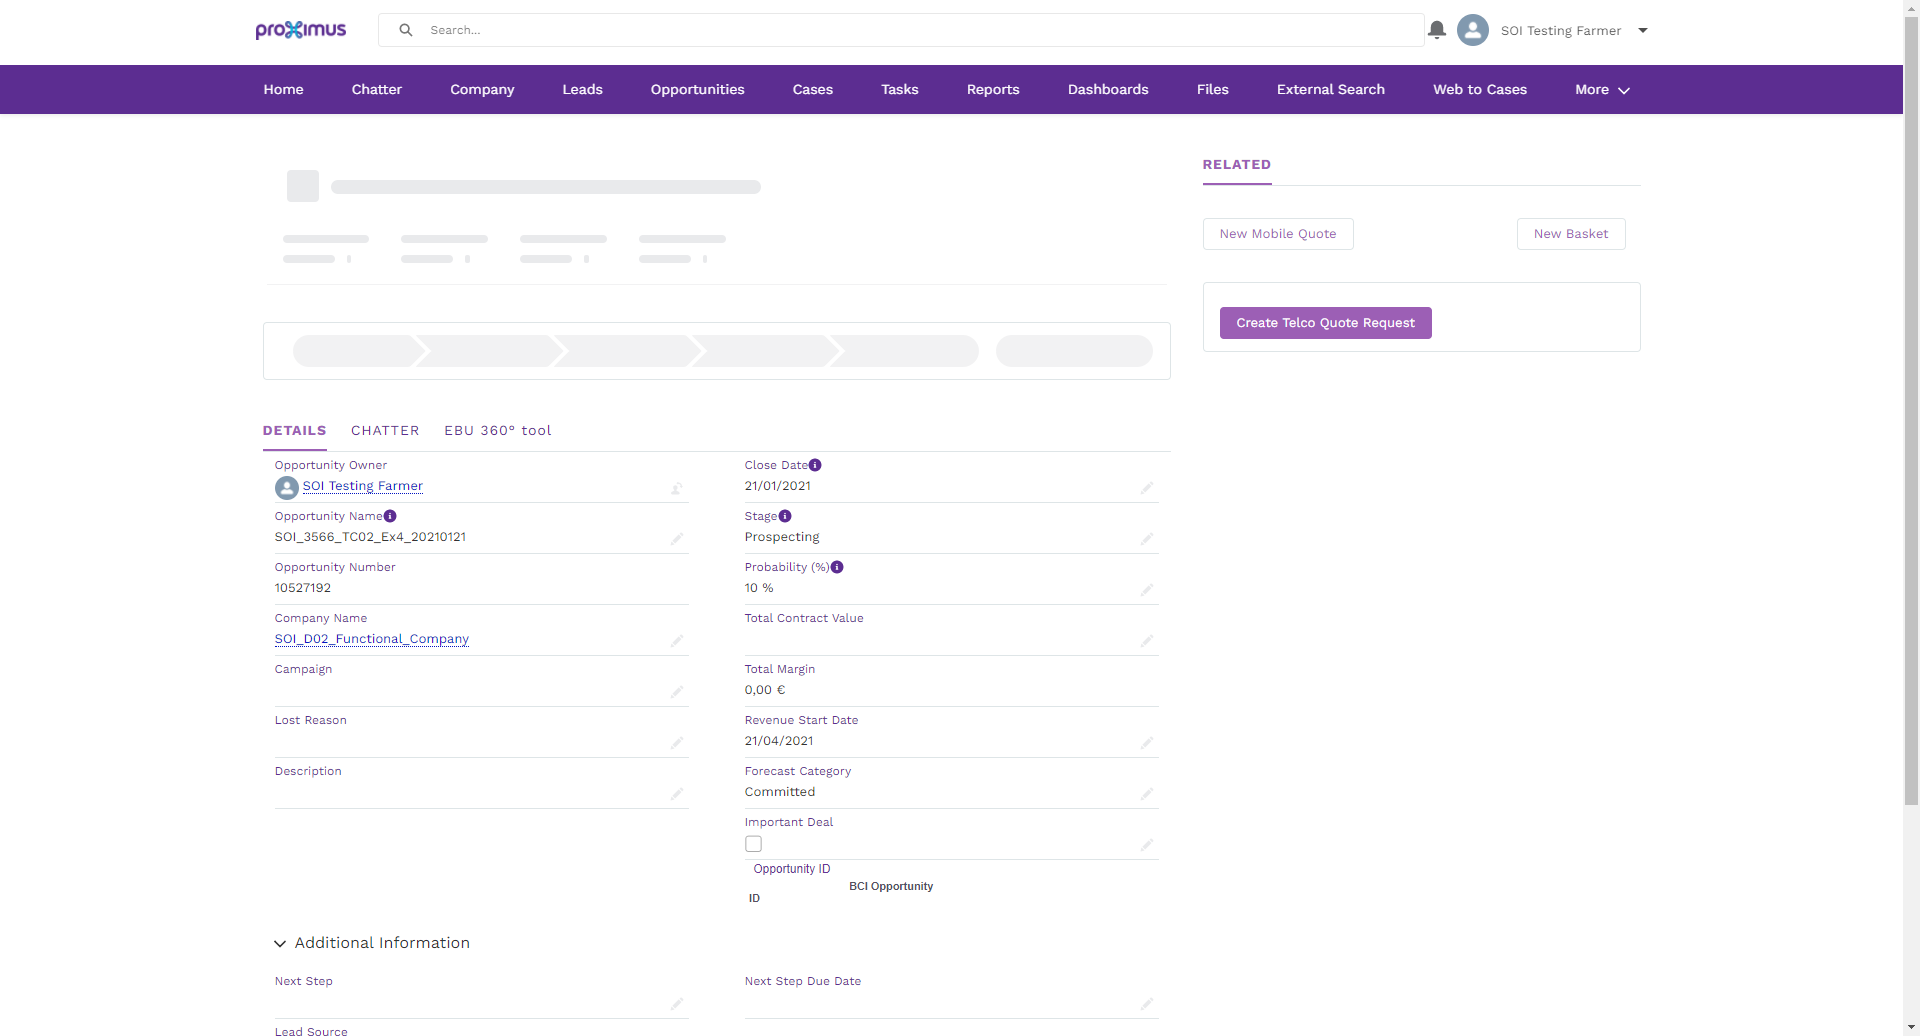 proximus
Search...
SOI Testing Farmer
Home Chatter Company Leads Opportunities Cases Tasks Reports Dashboards Files External Search Web to Cases More
RELATED
New Mobile Quote New Basket
Create Telco Quote Request
DETAILS CHATTER EBU 360° tool
Opportunity Owner
SOI Testing Farmer
Opportunity Name
SOI_3566_TC02_Ex4_20210121
Opportunity Number
10527192
Company Name
SOI_D02_Functional_Company
Campaign
Lost Reason
Description
Close Date
21/01/2021
Stage
Prospecting
Probability (%)
10 %
Total Contract Value
Total Margin
0,00 €
Revenue Start Date
21/04/2021
Forecast Category
Committed
Important Deal
Opportunity ID
BCI Opportunity
ID
Additional Information
Next Step
Next Step Due Date
Lead Source